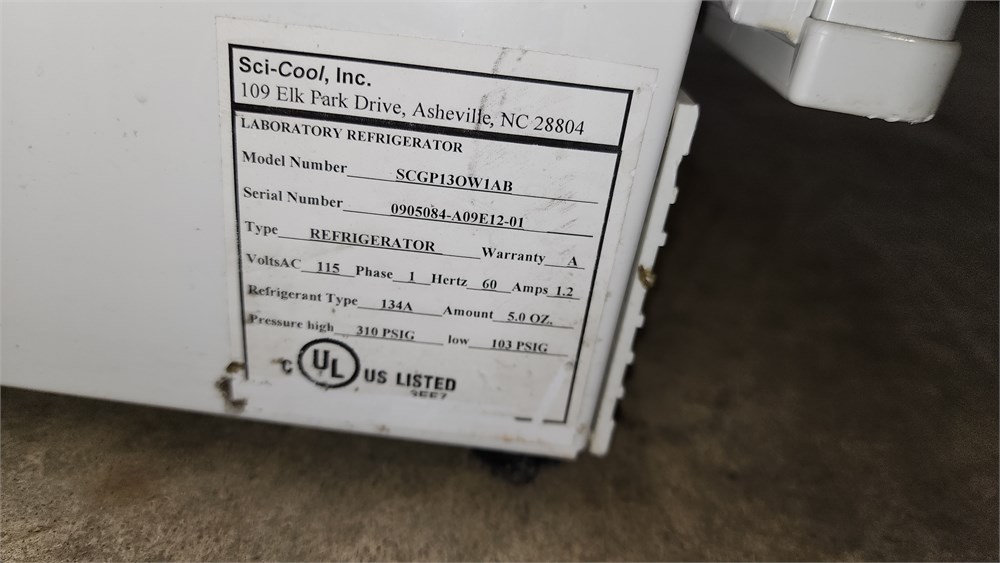 Sci-Cool, Inc.
109 Elk Park Drive, Asheville, NC 28804
LABORATORY REFRIGERATOR
Model Number SCGP13OW1AB
Serial Number 0905084-A09E12-01
Type REFRIGERATOR Warranty A
VoltsAC 115 Phase 1 Hertz 60 Amps 1.2
Refrigerant Type 134A Amount 5.0 OZ.
Pressure high 310 PSIG low 103 PSIG
C UL US LISTED